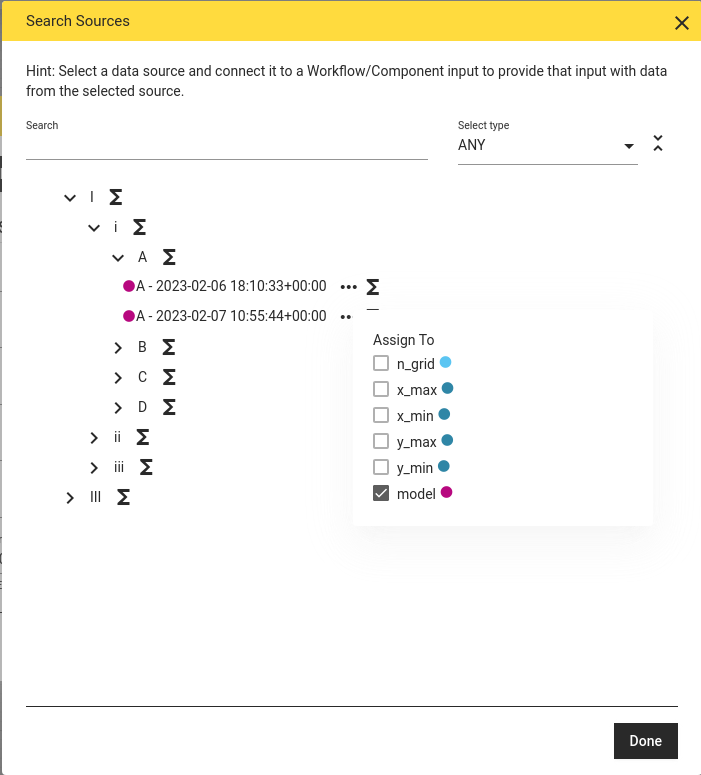 Search Sources
Hint: Select a data source and connect it to a Workflow/Component input to provide that input with data
from the selected source.
Search
Select type
ANY
I Σ
i Σ
A Σ
A - 2023-02-06 18:10:33+00:00 ••• Σ
A - 2023-02-07 10:55:44+00:00 ••
Assign To
n_grid
x_max
x_min
y_max
y_min
model
B Σ
C Σ
D Σ
ii Σ
iii Σ
III Σ
Done